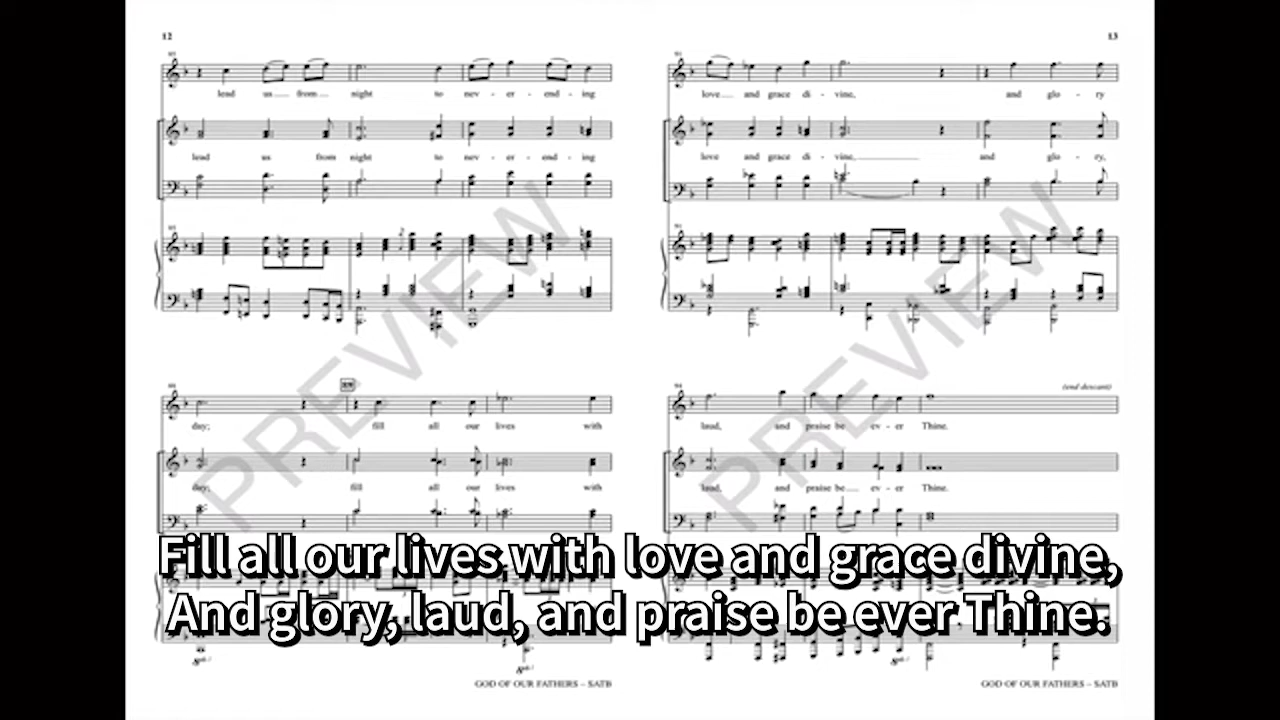 12
lead us from night to nev - er - end - ing
lead us from night to nev - er - end - ing
day; fill all our lives with
day; fill all our lives with
GOD OF OUR FATHERS – SATB
13
love and grace di - vine, and glo - ry
love and grace di - vine, and glo - ry,
(end descant)
laud, and praise be ev - er Thine.
laud, and praise be ev - er Thine.
GOD OF OUR FATHERS – SATB
PREVIEW
PREVIEW
Fill all our lives with love and grace divine,
And glory, laud, and praise be ever Thine.